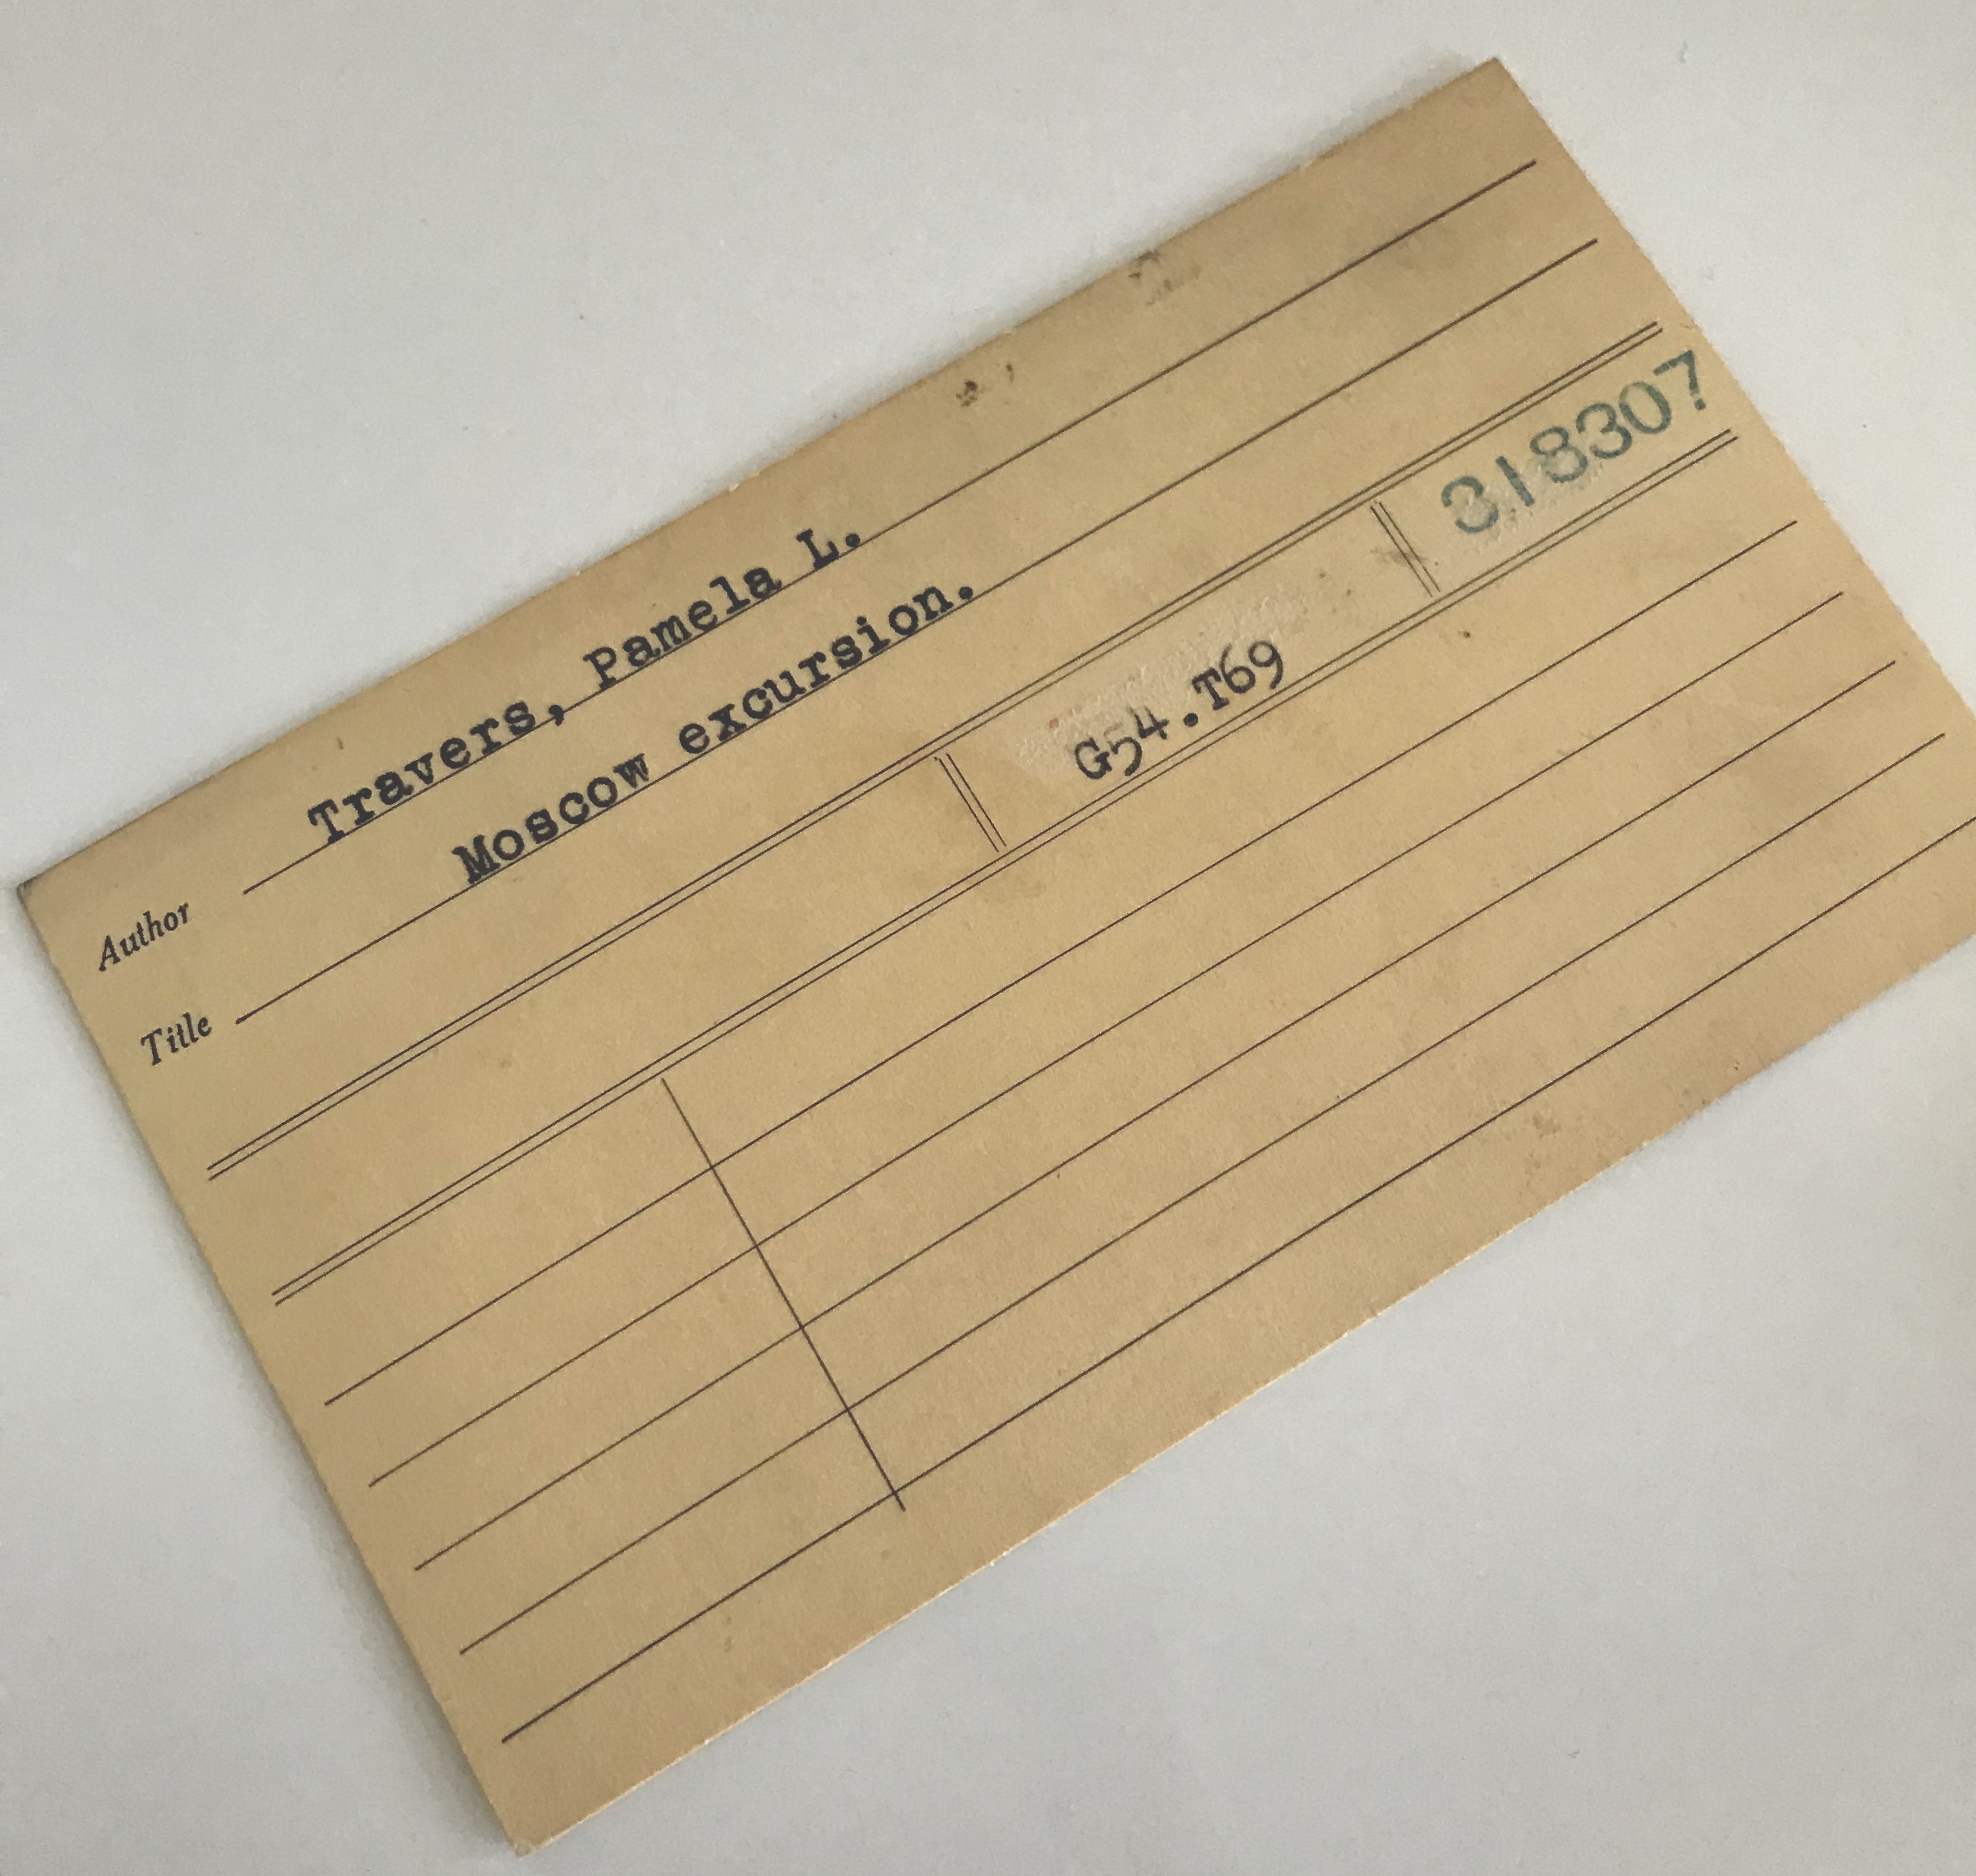 Author Travers, Pamela L.
Title Moscow excursion.
G54.T69 318307